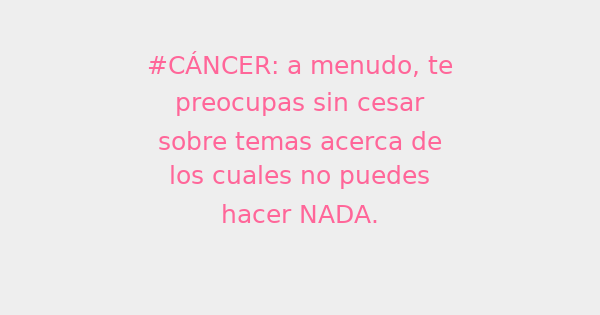 #CÁNCER: a menudo, te
preocupas sin cesar
sobre temas acerca de
los cuales no puedes
hacer NADA.